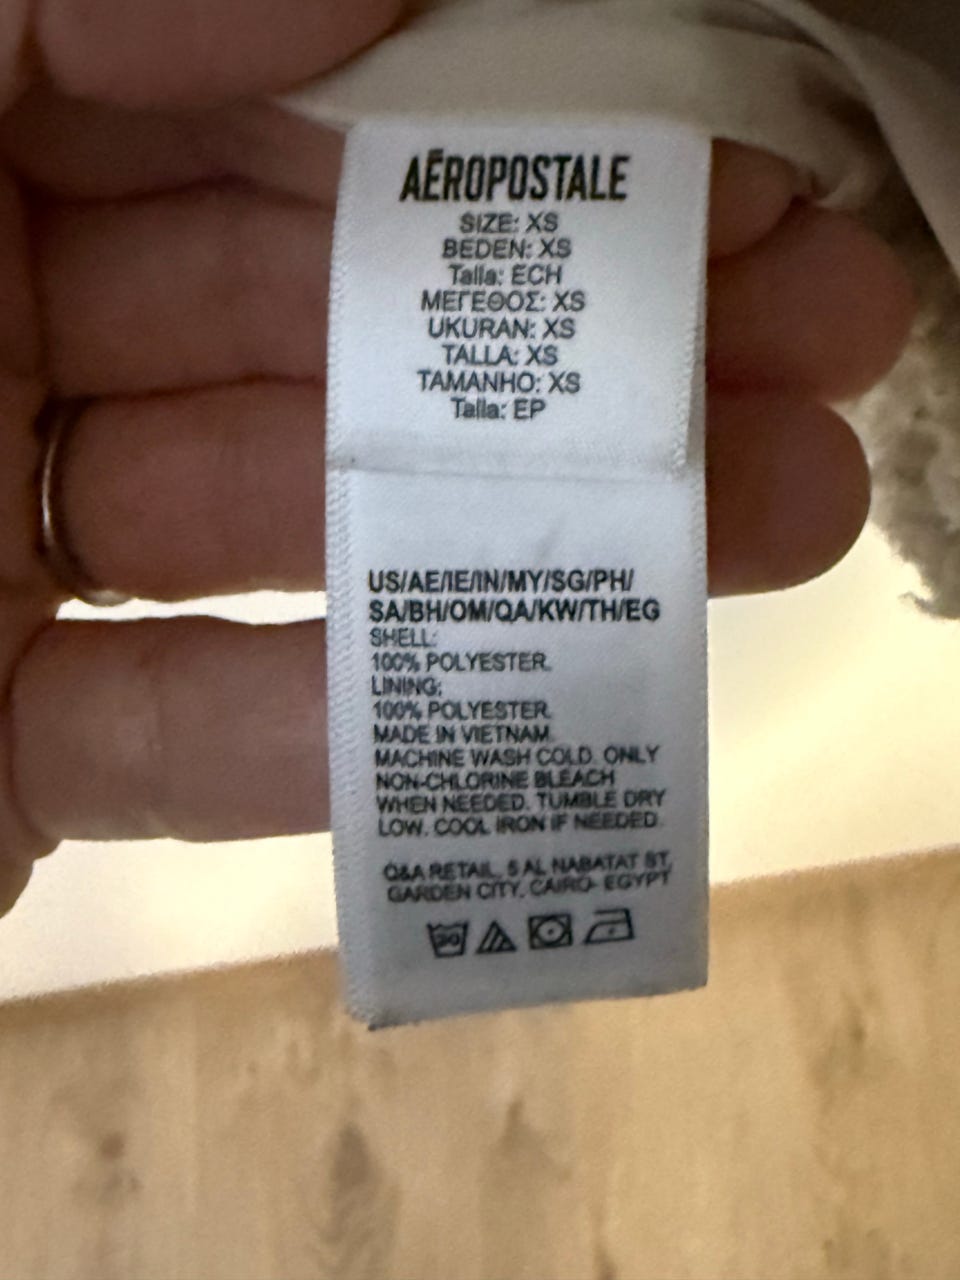 AĒROPOSTALE
SIZE: XS
BEDEN: XS
Talla: ECH
ΜΕΓΕΘΟΣ: XS
UKURAN: XS
TALLA: XS
TAMANHO: XS
Talla: EP
US/AE/IE/IN/MY/SG/PH/
SA/BH/OM/QA/KW/TH/EG
SHELL:
100% POLYESTER.
LINING:
100% POLYESTER.
MADE IN VIETNAM.
MACHINE WASH COLD. ONLY
NON-CHLORINE BLEACH
WHEN NEEDED. TUMBLE DRY
LOW. COOL IRON IF NEEDED.
Q&A RETAIL, 5 AL NABATAT ST,
GARDEN CITY, CAIRO- EGYPT
30